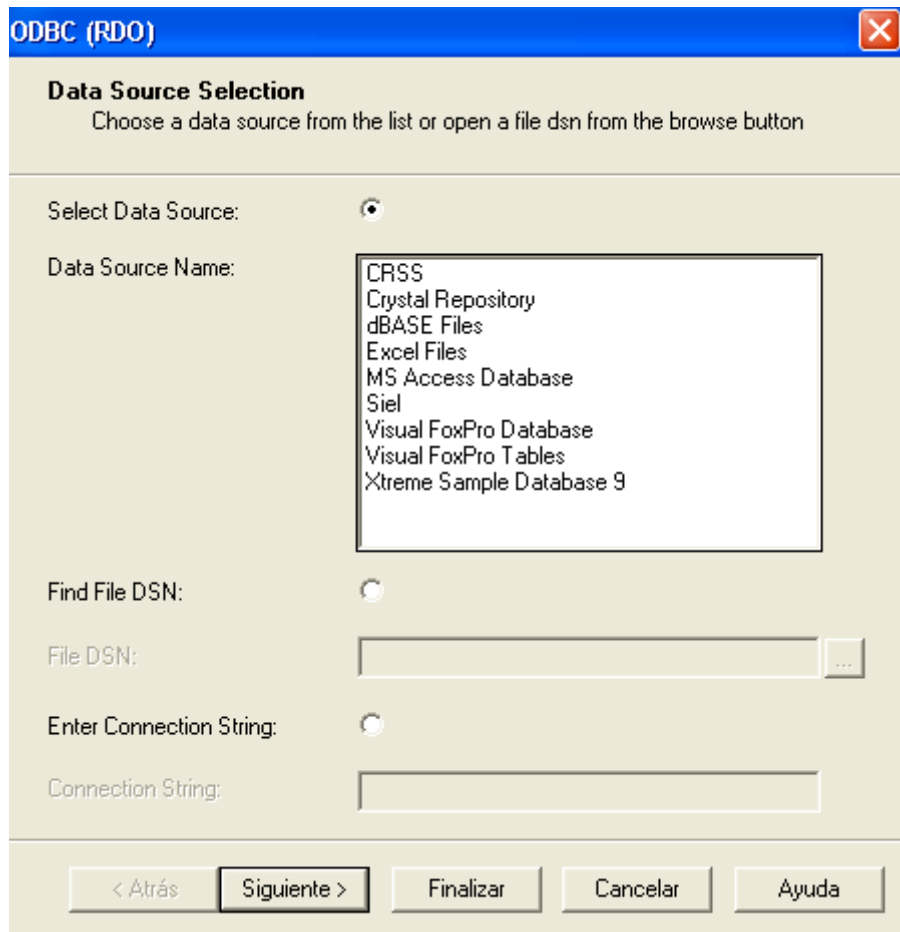 ODBC (RDO)
Data Source Selection
Choose a data source from the list or open a file dsn from the browse button
Select Data Source:
Data Source Name:
CRSS
Crystal Repository
dBASE Files
Excel Files
MS Access Database
Siel
Visual FoxPro Database
Visual FoxPro Tables
Xtreme Sample Database 9
Find File DSN:
File DSN:
...
Enter Connection String:
Connection String:
< Atrás
Siguiente >
Finalizar
Cancelar
Ayuda